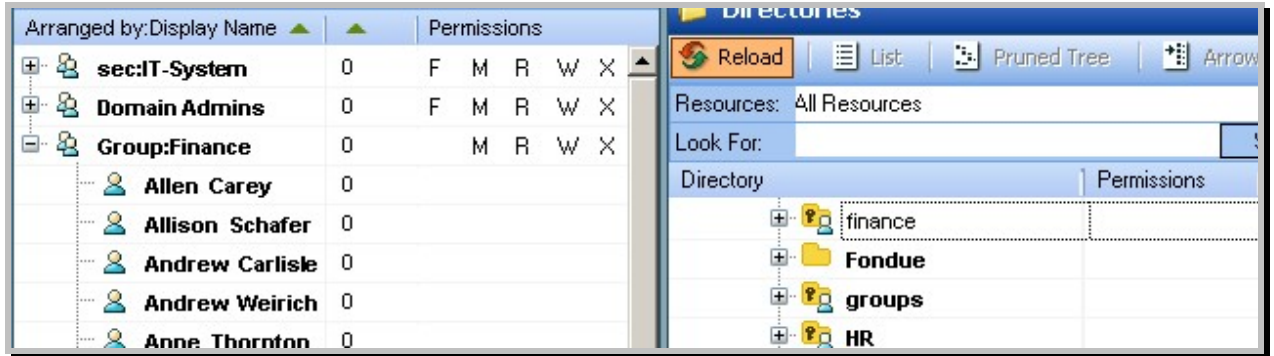 Arranged by:Display Name Permissions
sec:IT-System 0 F M R W X
Domain Admins 0 F M R W X
Group:Finance 0 M R W X
Allen Carey 0
Allison Schafer 0
Andrew Carlisle 0
Andrew Weirich 0
Anne Thornton 0
Directories
Reload List Pruned Tree Arrow
Resources: All Resources
Look For:
Directory Permissions
finance
Fondue
groups
HR